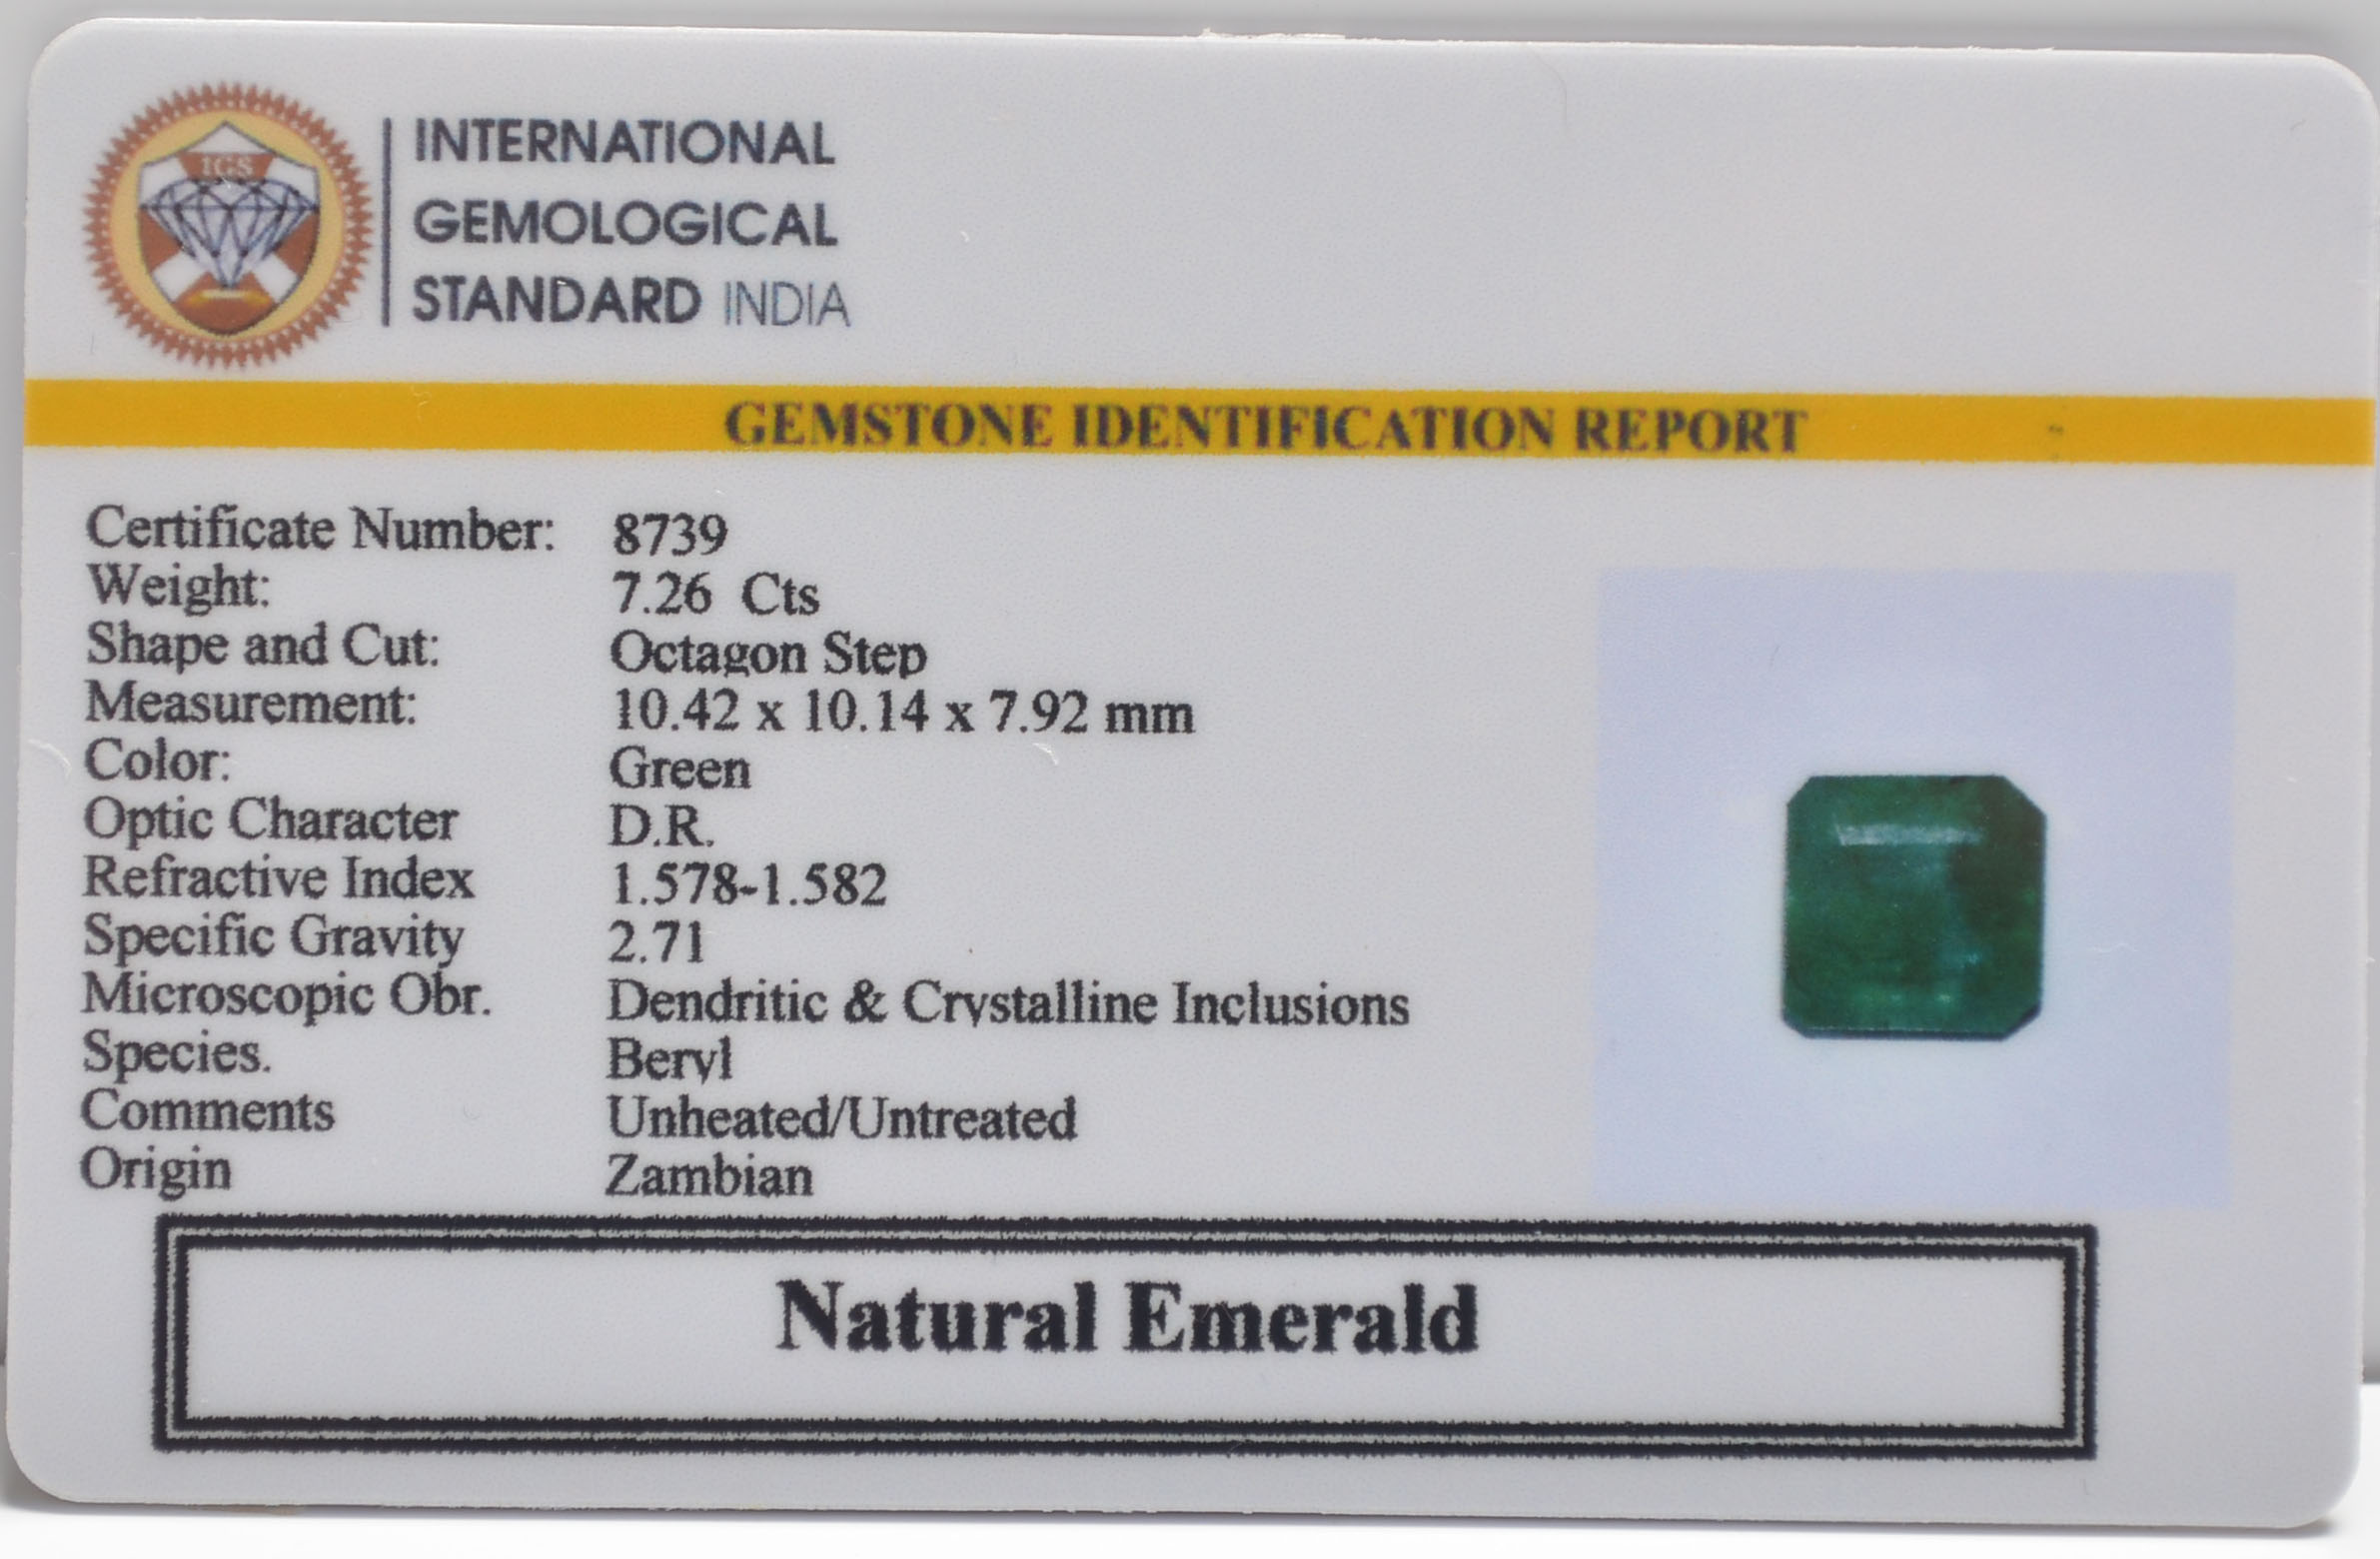 IGS
INTERNATIONAL
GEMOLOGICAL
STANDARD INDIA
GEMSTONE IDENTIFICATION REPORT
Certificate Number: 8739
Weight: 7.26 Cts
Shape and Cut: Octagon Step
Measurement: 10.42 x 10.14 x 7.92 mm
Color: Green
Optic Character D.R.
Refractive Index 1.578-1.582
Specific Gravity 2.71
Microscopic Obr. Dendritic & Crystalline Inclusions
Species. Beryl
Comments Unheated/Untreated
Origin Zambian
Natural Emerald